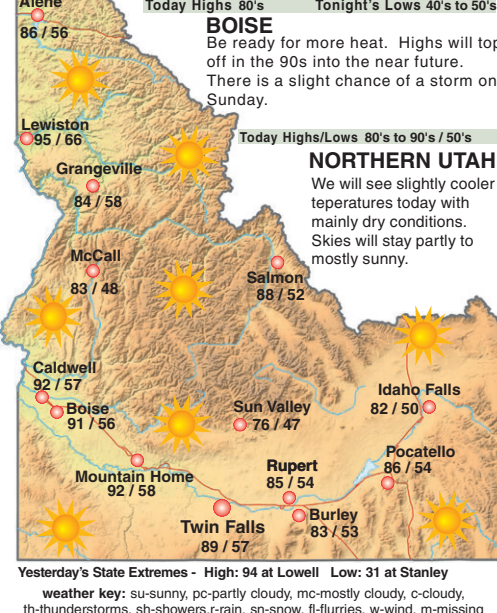 Alene
86 / 56
Today Highs 80's Tonight's Lows 40's to 50's
BOISE
Be ready for more heat. Highs will top
off in the 90s into the near future.
There is a slight chance of a storm on
Sunday.
Today Highs/Lows 80's to 90's / 50's
NORTHERN UTAH
We will see slightly cooler
teperatures today with
mainly dry conditions.
Skies will stay partly to
mostly sunny.
Lewiston
95 / 66
Grangeville
84 / 58
McCall
83 / 48
Salmon
88 / 52
Caldwell
92 / 57
Boise
91 / 56
Sun Valley
76 / 47
Idaho Falls
82 / 50
Mountain Home
92 / 58
Rupert
85 / 54
Pocatello
86 / 54
Twin Falls
89 / 57
Burley
83 / 53
Yesterday's State Extremes - High: 94 at Lowell Low: 31 at Stanley
weather key: su-sunny, pc-partly cloudy, mc-mostly cloudy, c-cloudy,
th-thunderstorms, sh-showers,r-rain, sn-snow, fl-flurries, w-wind, m-missing